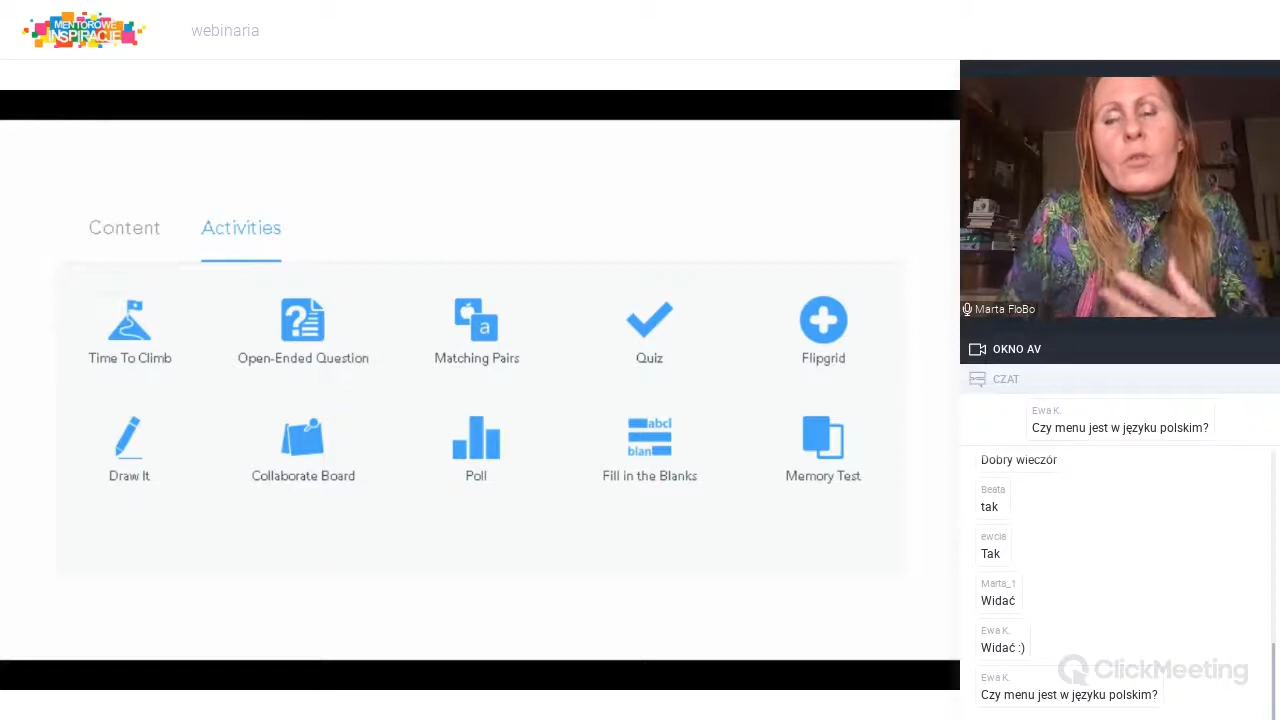 MENTOROWE
INSPIRACJE
webinaria
Content
Activities
Time To Climb
Open-Ended Question
a
Matching Pairs
Quiz
Flipgrid
Draw It
Collaborate Board
Poll
abcl
blan
Fill in the Blanks
Memory Test
Marta FloBo
OKNO AV
CZAT
Ewa K.
Czy menu jest w języku polskim?
Dobry wieczór
Beata
tak
ewcia
Tak
Marta_1
Widać
Ewa K.
Widać :)
Ewa K.
Czy menu jest w języku polskim?
ClickMeeting